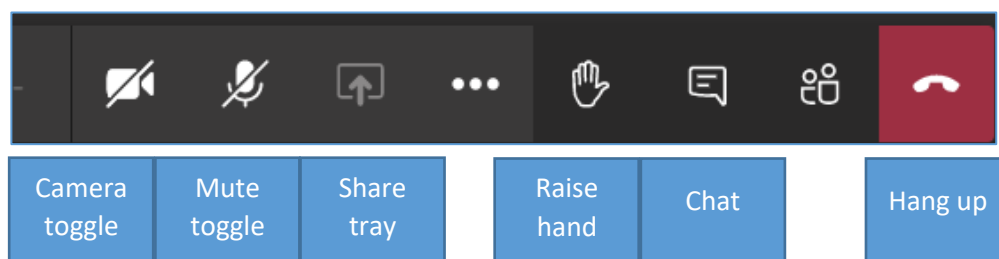 Camera
toggle
Mute
toggle
Share
tray
Raise
hand
Chat
Hang up